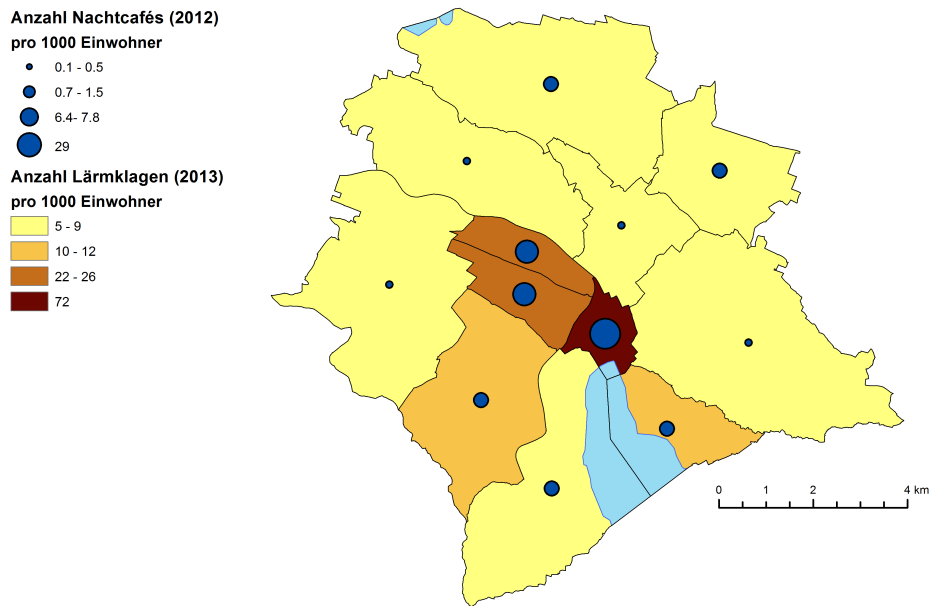 Anzahl Nachtcafés (2012)
pro 1000 Einwohner
0.1 - 0.5
0.7 - 1.5
6.4- 7.8
29
Anzahl Lärmklagen (2013)
pro 1000 Einwohner
5 - 9
10 - 12
22 - 26
72
0 1 2 4 km